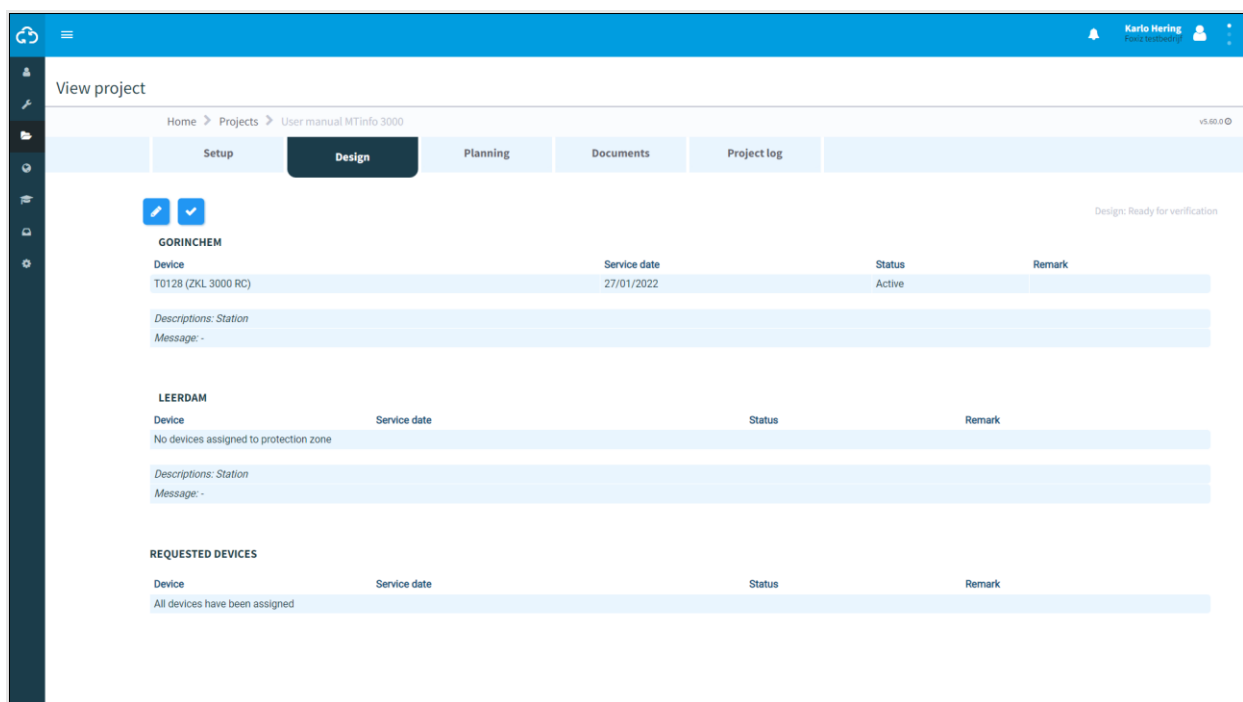 Karlo Hering
Foxiz testbedrijf
View project
Home Projects User manual MTinfo 3000 v5.60.0
Setup Design Planning Documents Project log
Design: Ready for verification
GORINCHEM
Device Service date Status Remark
T0128 (ZKL 3000 RC) 27/01/2022 Active
Descriptions: Station
Message: -
LEERDAM
Device Service date Status Remark
No devices assigned to protection zone
Descriptions: Station
Message: -
REQUESTED DEVICES
Device Service date Status Remark
All devices have been assigned